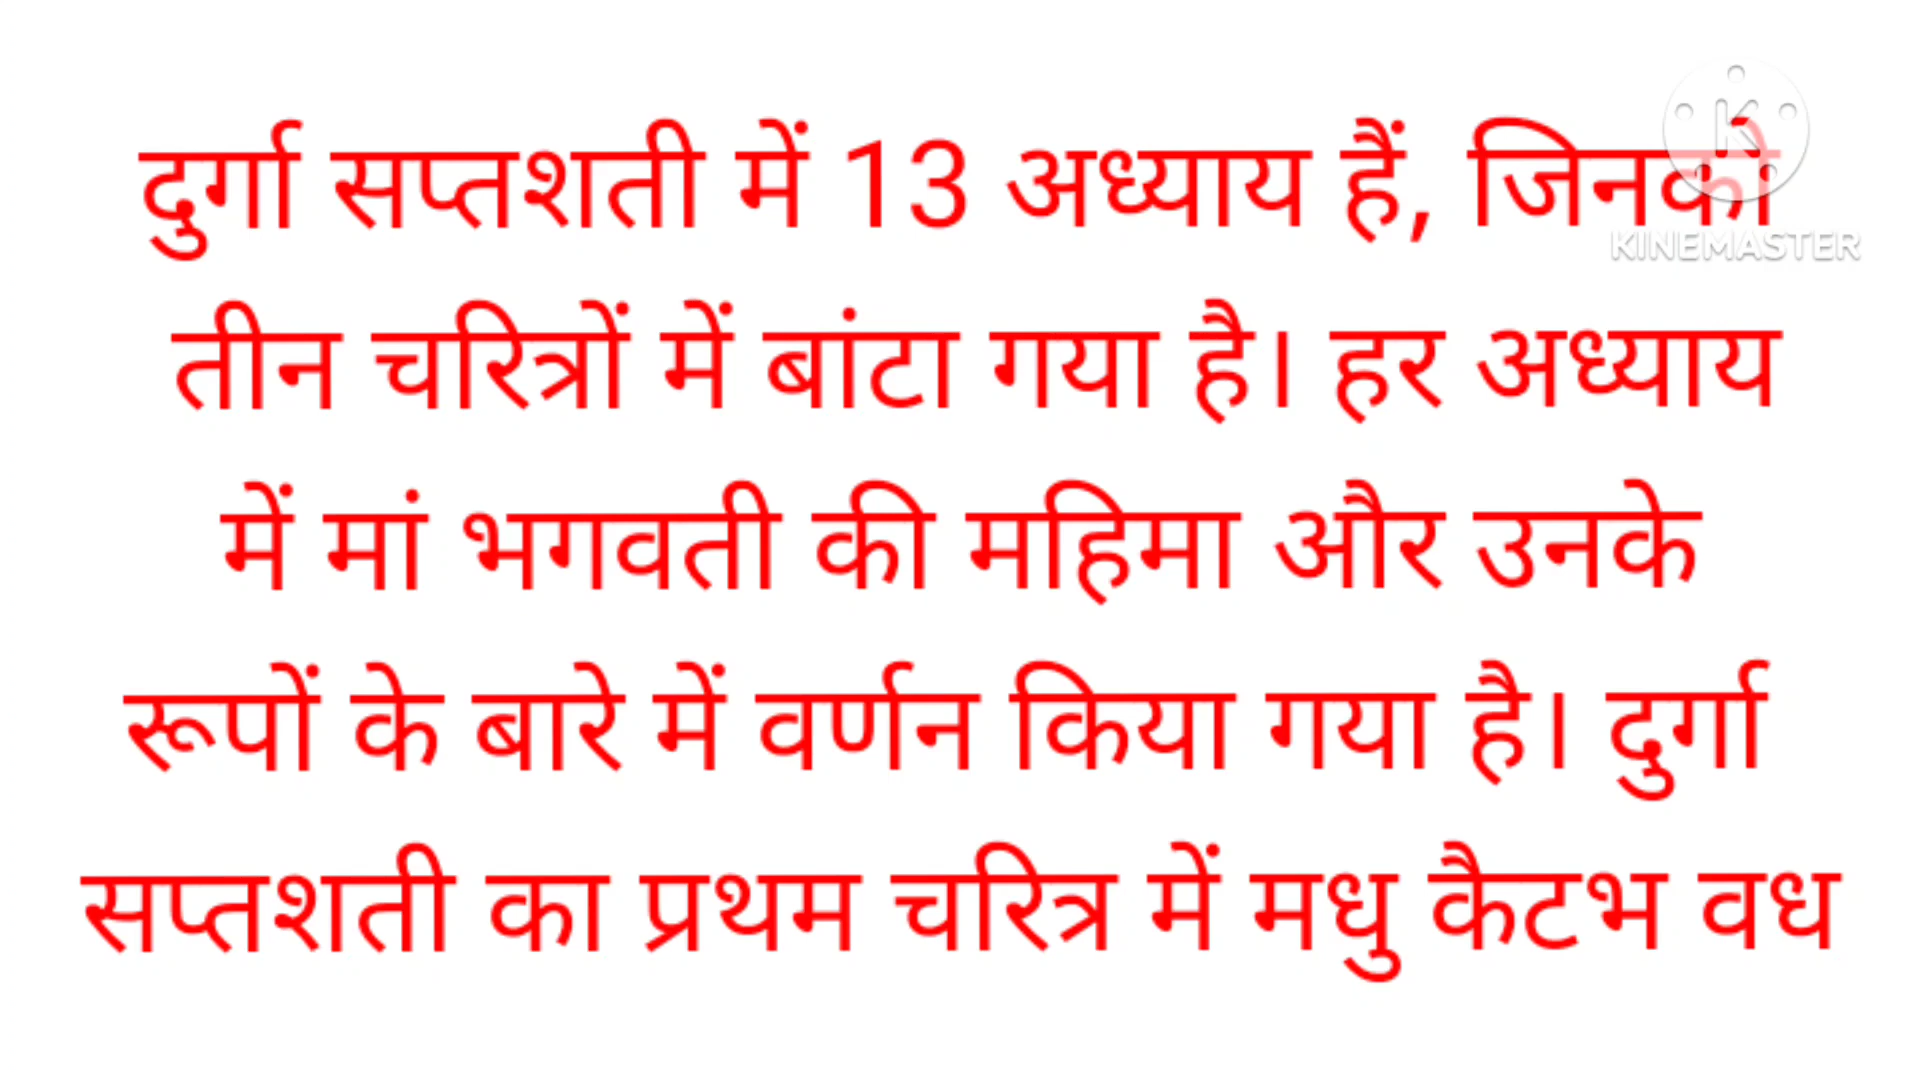 दुर्गा सप्तशती में 13 अध्याय हैं, जिनको
KINEMASTER
तीन चरित्रों में बांटा गया है। हर अध्याय
में मां भगवती की महिमा और उनके
रूपों के बारे में वर्णन किया गया है। दुर्गा
सप्तशती का प्रथम चरित्र में मधु कैटभ वध